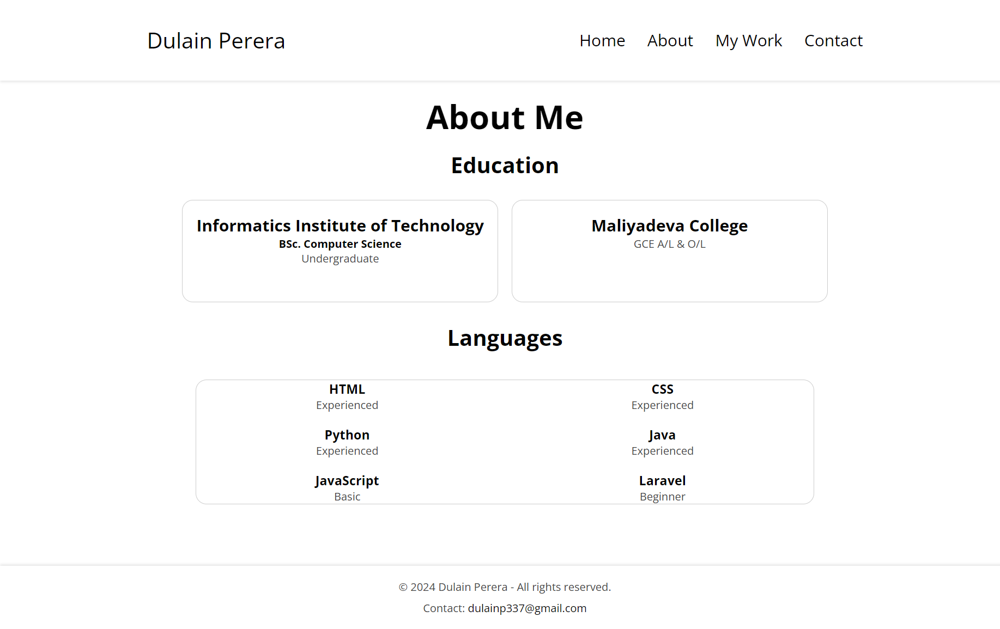 Dulain Perera
Home About My Work Contact
About Me
Education
Informatics Institute of Technology
BSc. Computer Science
Undergraduate
Maliyadeva College
GCE A/L & O/L
Languages
HTML
Experienced
CSS
Experienced
Python
Experienced
Java
Experienced
JavaScript
Basic
Laravel
Beginner
© 2024 Dulain Perera - All rights reserved.
Contact: dulainp337@gmail.com